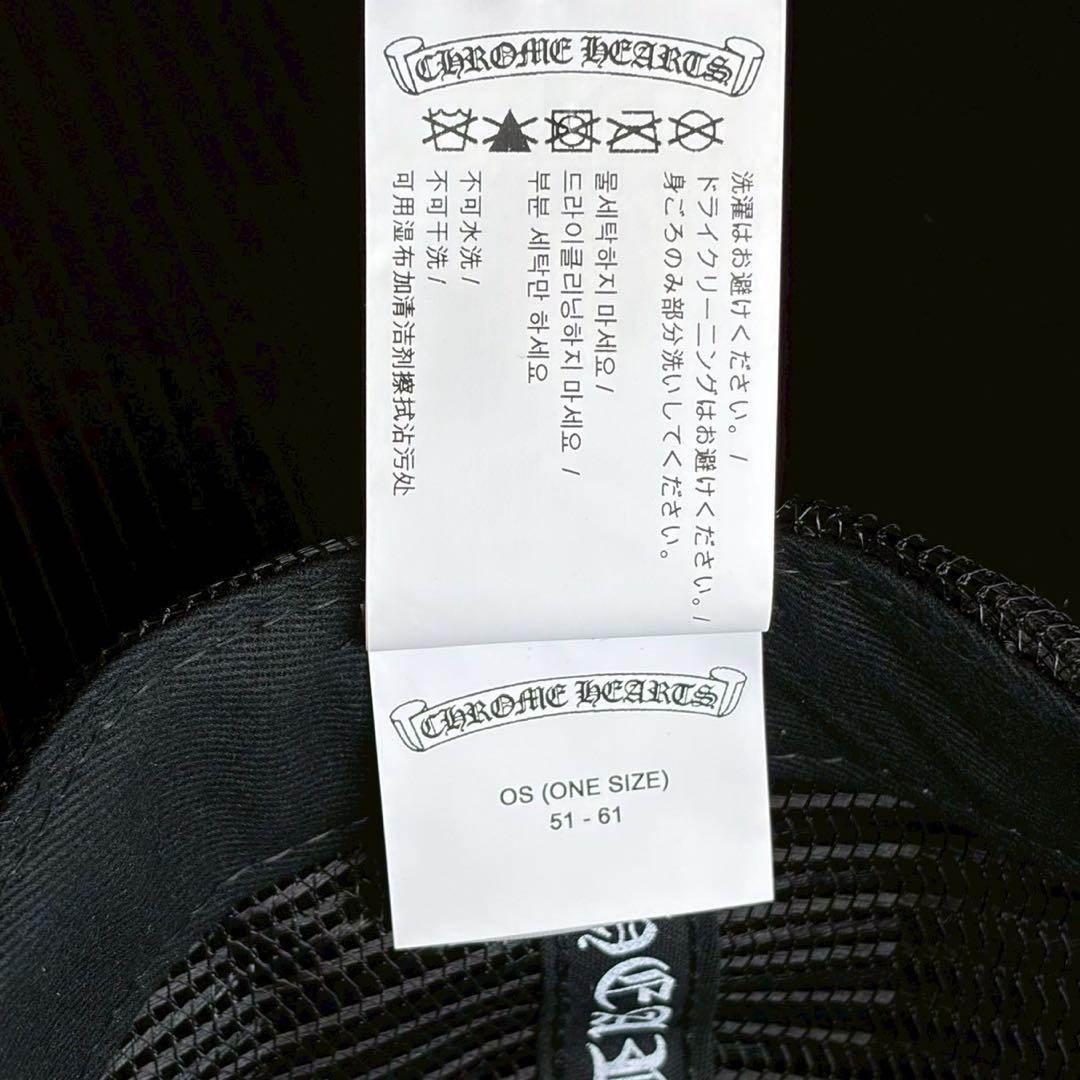 CHROME HEARTS
洗濯はお避けください。/
ドライクリーニングはお避けください。/
身ごろのみ部分洗いしてください。
물세탁하지 마세요/
드라이클리닝하지 마세요 /
부분 세탁만 하세요
不可水洗/
不可干洗/
可用湿布加清洁剂擦拭沾污处
CHROME HEARTS
OS (ONE SIZE)
51 - 61